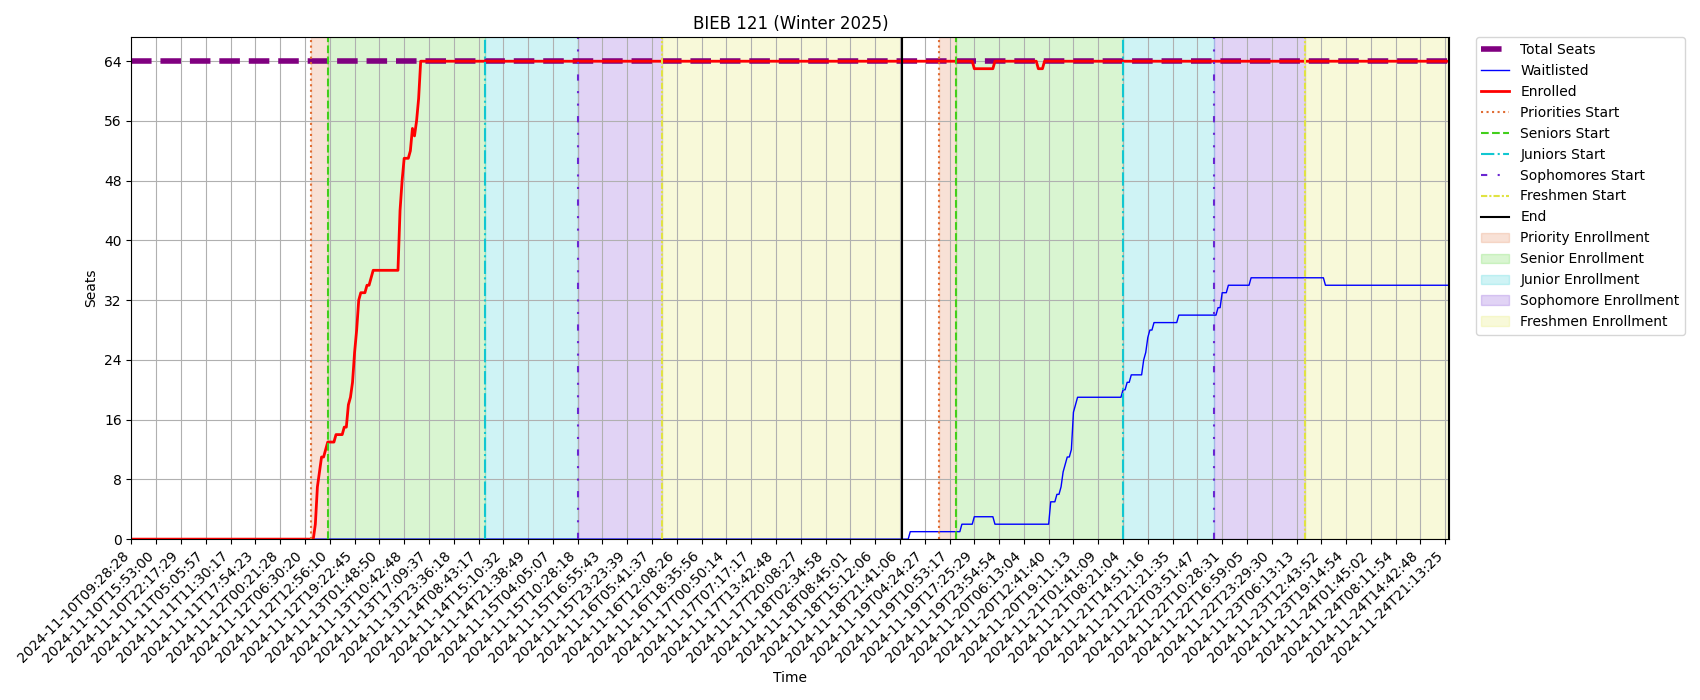 BIEB 121 (Winter 2025)
Seats
64
56
48
40
32
24
16
8
0
2024-11-10T09:28:28
2024-11-10T15:53:00
2024-11-10T22:17:29
2024-11-11T05:05:57
2024-11-11T11:30:17
2024-11-11T17:54:23
2024-11-12T00:21:28
2024-11-12T06:30:20
2024-11-12T12:56:10
2024-11-12T19:22:45
2024-11-13T01:48:50
2024-11-13T10:42:48
2024-11-13T17:09:37
2024-11-13T23:36:18
2024-11-14T08:43:17
2024-11-14T15:10:32
2024-11-14T21:38:49
2024-11-15T04:05:07
2024-11-15T10:28:18
2024-11-15T16:55:43
2024-11-15T23:23:39
2024-11-16T05:41:37
2024-11-16T12:08:26
2024-11-16T18:35:56
2024-11-17T00:50:14
2024-11-17T07:17:17
2024-11-17T13:42:48
2024-11-17T20:08:27
2024-11-18T02:34:58
2024-11-18T08:45:01
2024-11-18T15:12:06
2024-11-18T21:41:06
2024-11-19T04:24:27
2024-11-19T10:53:17
2024-11-19T17:25:29
2024-11-19T23:54:54
2024-11-20T06:13:04
2024-11-20T12:41:40
2024-11-20T19:11:13
2024-11-21T01:41:09
2024-11-21T08:21:04
2024-11-21T14:51:16
2024-11-21T21:21:35
2024-11-22T03:51:47
2024-11-22T10:28:31
2024-11-22T16:59:05
2024-11-22T23:29:30
2024-11-23T06:13:13
2024-11-23T12:43:52
2024-11-23T19:14:54
2024-11-24T01:45:02
2024-11-24T08:11:54
2024-11-24T14:42:48
2024-11-24T21:13:25
Time
Total Seats
Waitlisted
Enrolled
Priorities Start
Seniors Start
Juniors Start
Sophomores Start
Freshmen Start
End
Priority Enrollment
Senior Enrollment
Junior Enrollment
Sophomore Enrollment
Freshmen Enrollment